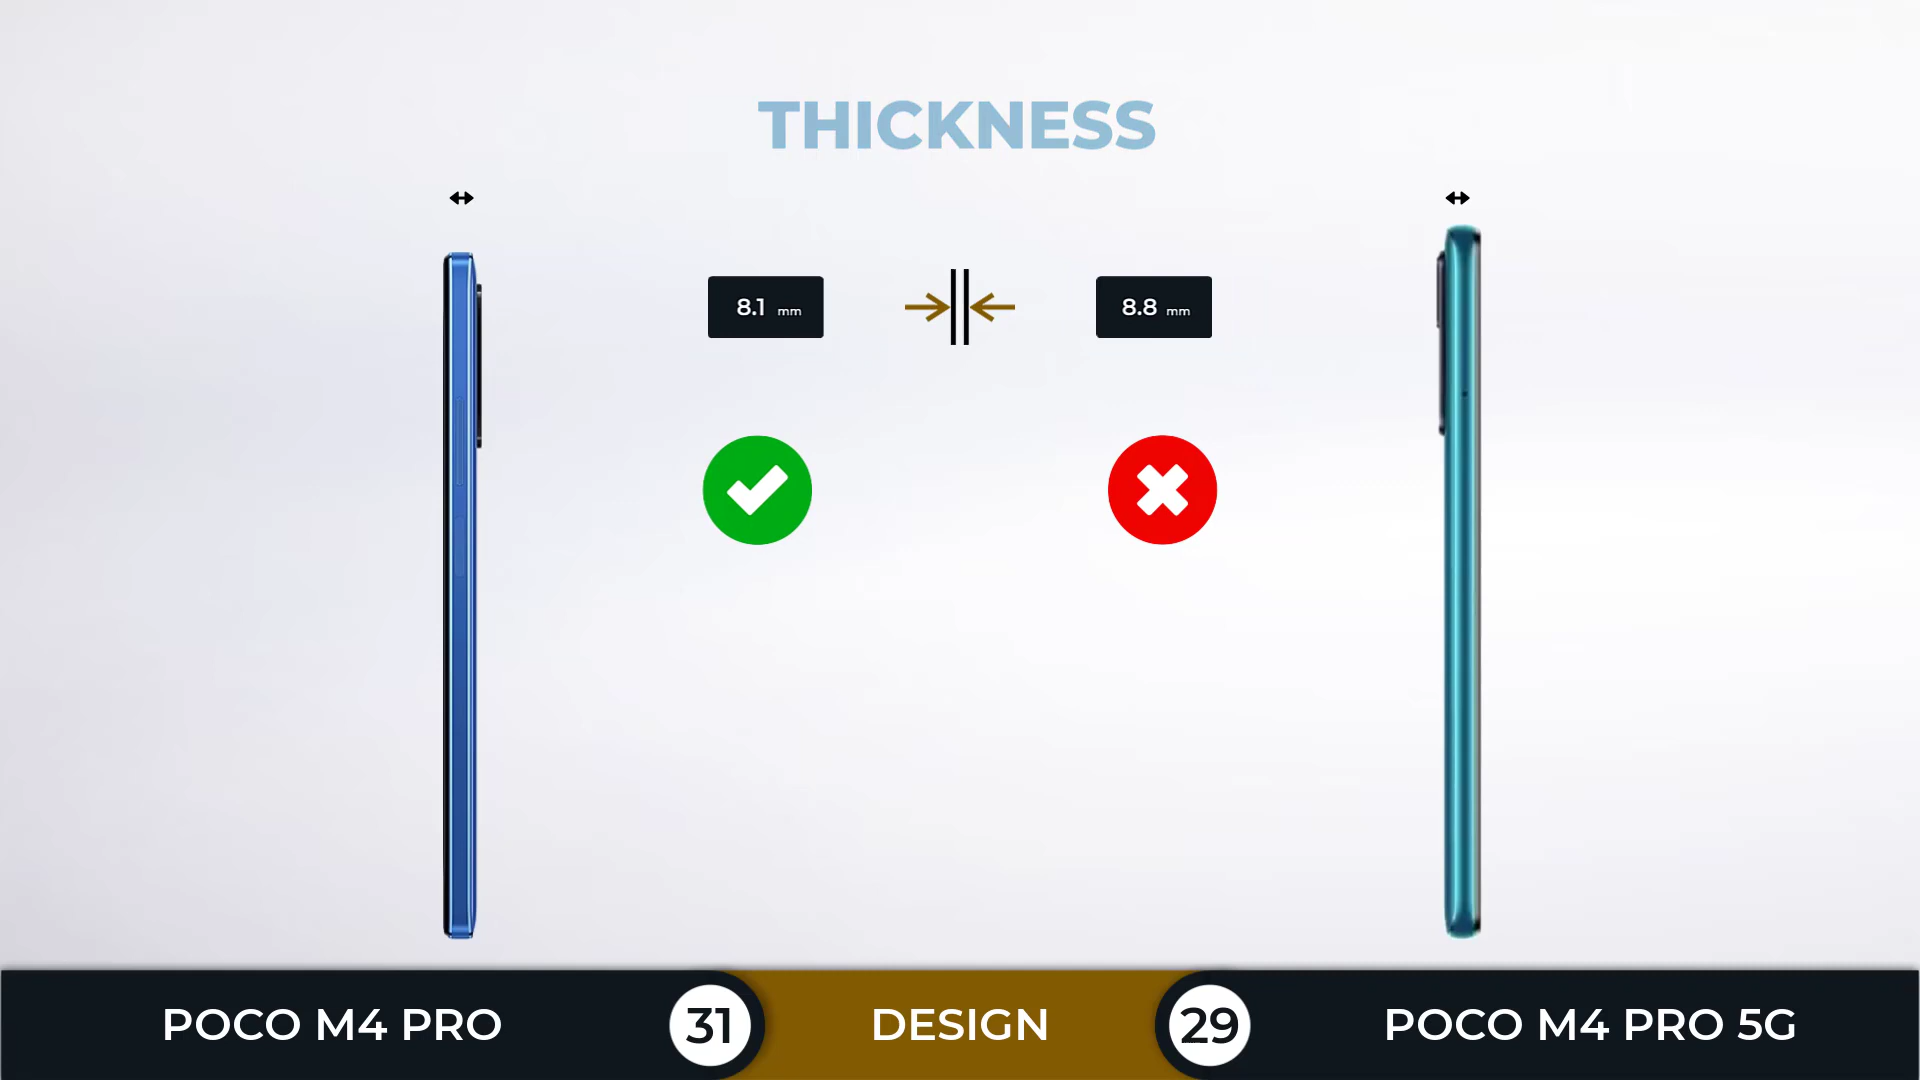 THICKNESS
8.1 mm
8.8 mm
POCO M4 PRO
31
DESIGN
29
POCO M4 PRO 5G